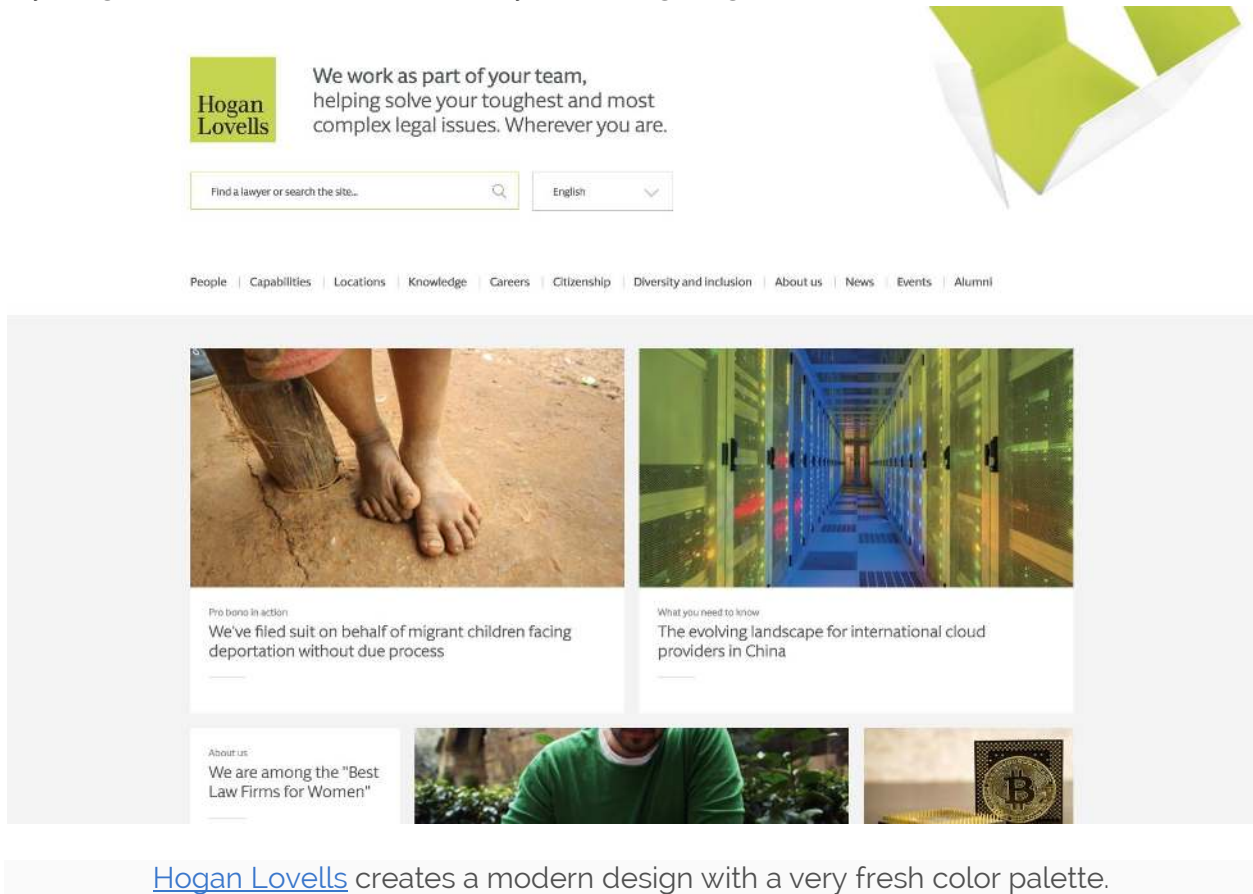 Hogan
Lovells
We work as part of your team,
helping solve your toughest and most
complex legal issues. Wherever you are.
Find a lawyer or search the site...
English
People | Capabilities | Locations | Knowledge | Careers | Citizenship | Diversity and inclusion | About us | News | Events | Alumni
Pro bono in action
We've filed suit on behalf of migrant children facing
deportation without due process
What you need to know
The evolving landscape for international cloud
providers in China
About us
We are among the "Best
Law Firms for Women"
Hogan Lovells creates a modern design with a very fresh color palette.